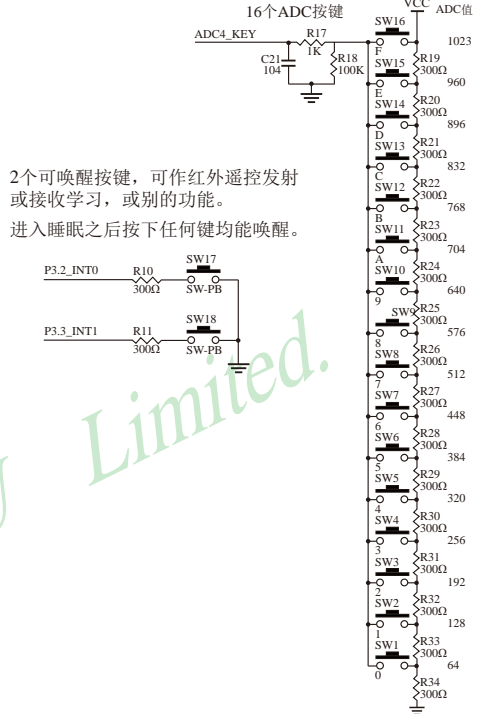 16个ADC按键
VCC ADC值
ADC4_KEY
R17
1K
C21
104
R18
100K
SW16
1023
F
R19
300Ω
SW15
960
E
R20
300Ω
SW14
896
D
R21
300Ω
SW13
832
C
R22
300Ω
SW12
768
B
R23
300Ω
SW11
704
A
R24
300Ω
SW10
640
9
R25
300Ω
SW9
576
8
R26
300Ω
SW8
512
7
R27
300Ω
SW7
448
6
R28
300Ω
SW6
384
5
R29
300Ω
SW5
320
4
R30
300Ω
SW4
256
3
R31
300Ω
SW3
192
2
R32
300Ω
SW2
128
1
R33
300Ω
SW1
64
0
R34
300Ω
2个可唤醒按键，可作红外遥控发射
或接收学习，或别的功能。
进入睡眠之后按下任何键均能唤醒。
P3.2_INT0
R10
300Ω
SW17
SW-PB
P3.3_INT1
R11
300Ω
SW18
SW-PB
Limited.